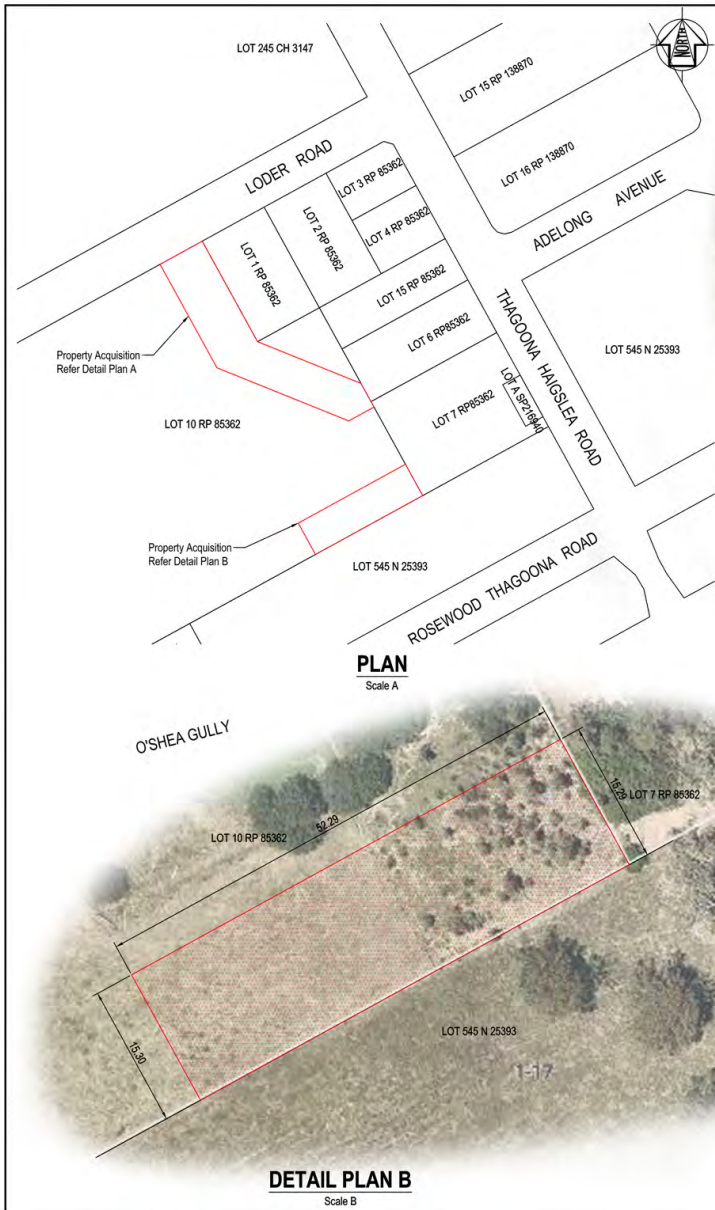 NORTH
LOT 245 CH 3147
LOT 15 RP 138870
LOT 16 RP 138870
LODER ROAD
LOT 3 RP 85362
LOT 2 RP 85362
LOT 4 RP 85362
LOT 1 RP 85362
ADELONG AVENUE
LOT 15 RP 85362
LOT 6 RP85362
THAGOONA HAIGSLEA ROAD
LOT 545 N 25393
Property Acquisition
Refer Detail Plan A
LOT 7 RP85362
LOT A SP216940
LOT 10 RP 85362
Property Acquisition
Refer Detail Plan B
LOT 545 N 25393
ROSEWOOD THAGOONA ROAD
PLAN
Scale A
O'SHEA GULLY
LOT 10 RP 85362
52.29
15.29
LOT 7 RP 85362
15.30
LOT 545 N 25393
1-17
DETAIL PLAN B
Scale B